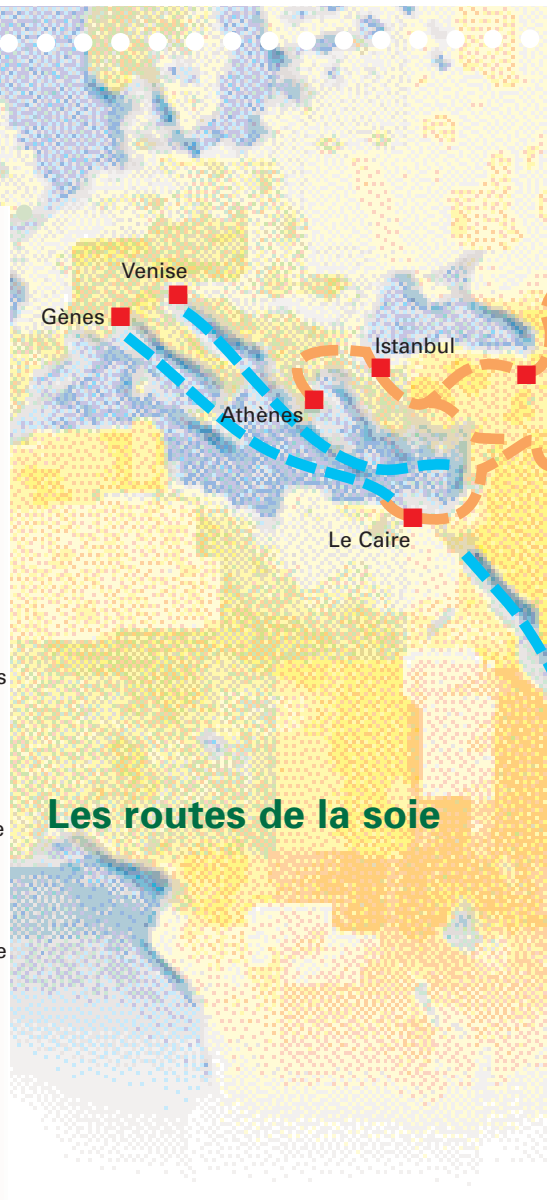 Venise
Gènes
Istanbul
Athènes
Le Caire
Les routes de la soie